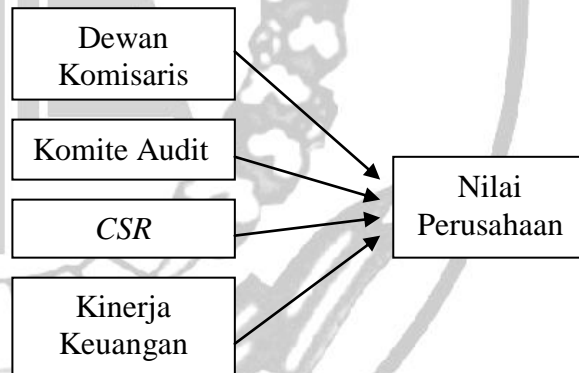 Dewan
Komisaris
Komite Audit
CSR
Kinerja
Keuangan
Nilai
Perusahaan